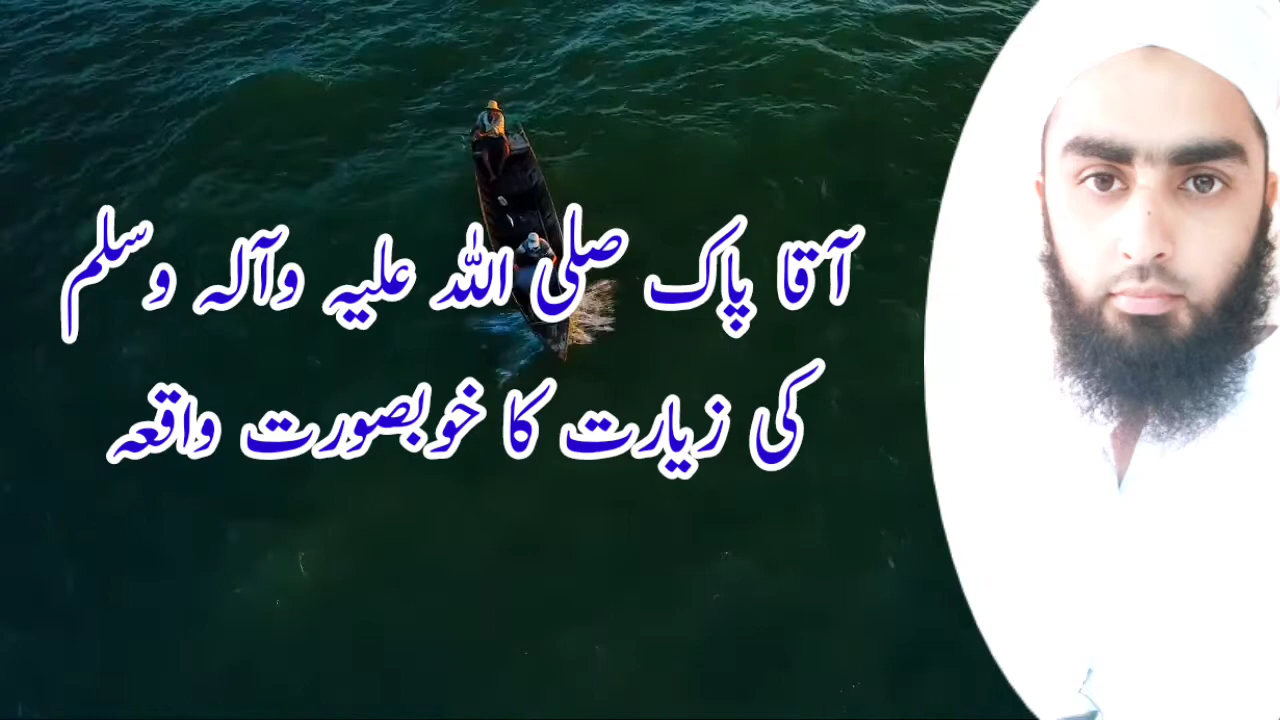 آقا پاک صلی اللہ علیہ وآلہ وسلم
کی زیارت کا خوبصورت واقعہ